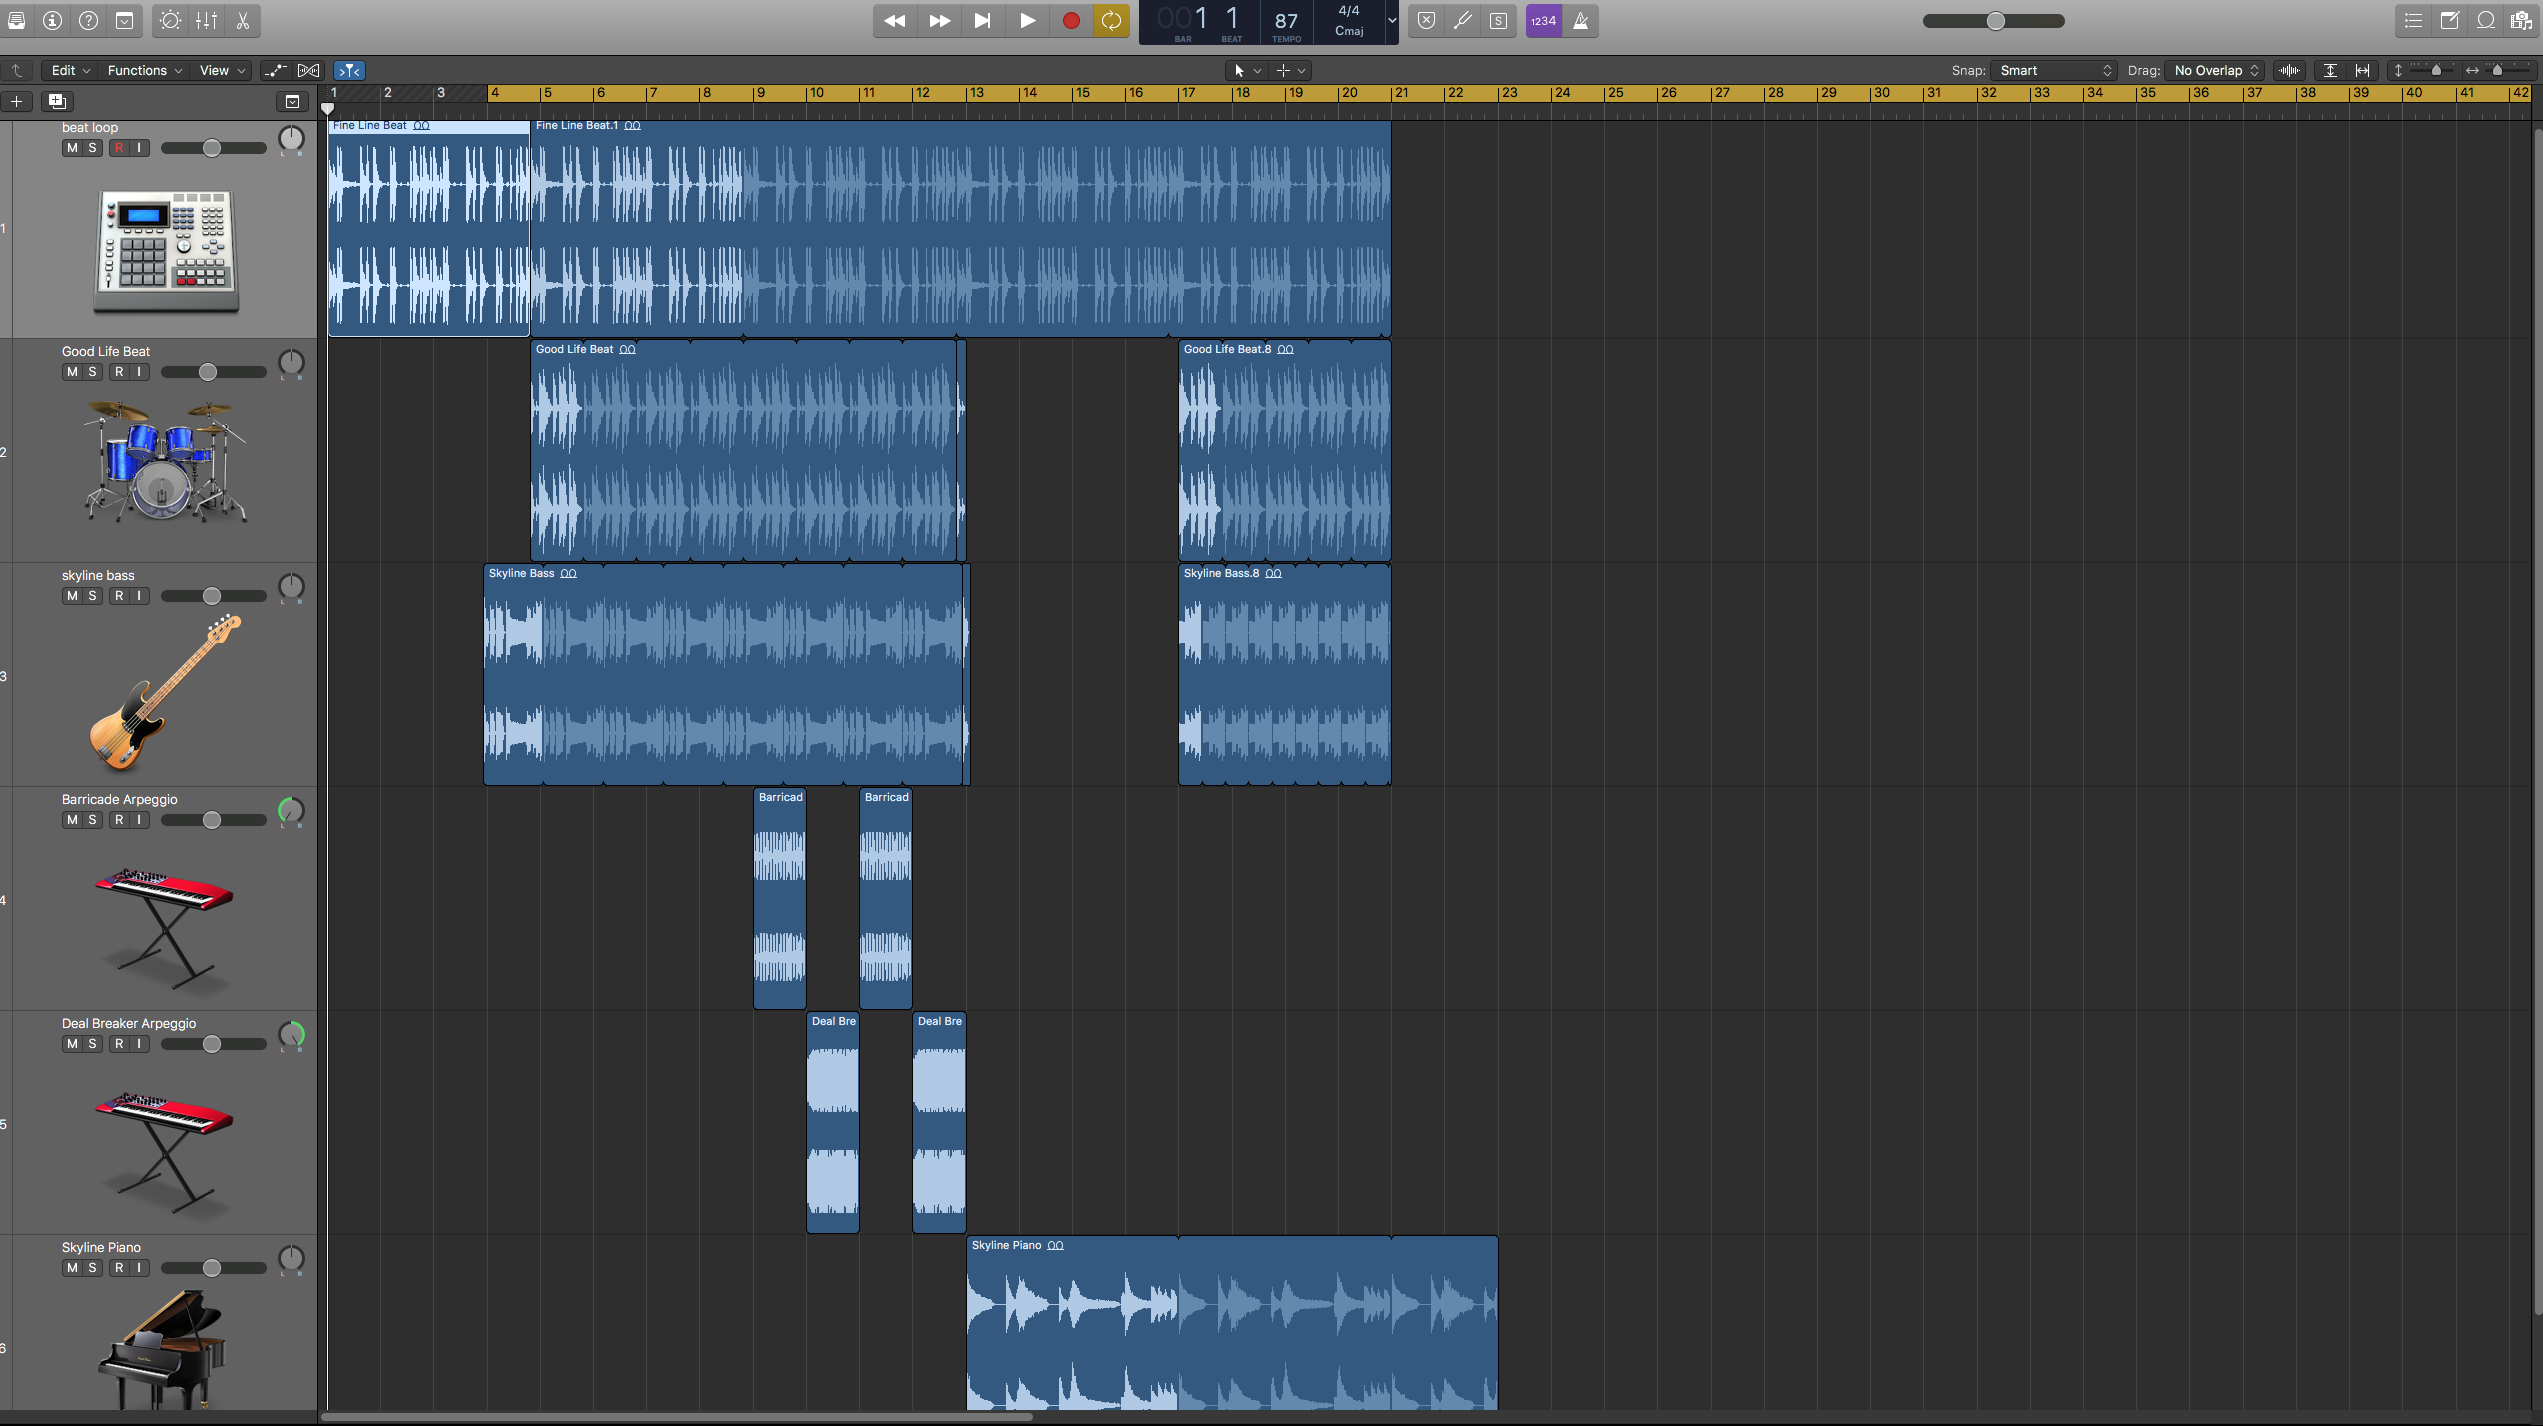 001 1 87 4/4
BAR BEAT TEMPO Cmaj
S 1234
Edit Functions View
Snap: Smart Drag: No Overlap
1 2 3 4 5 6 7 8 9 10 11 12 13 14 15 16 17 18 19 20 21 22 23 24 25 26 27 28 29 30 31 32 33 34 35 36 37 38 39 40 41 42
beat loop
M S R I
L R
1
Fine Line Beat
Fine Line Beat.1
Good Life Beat
M S R I
L R
2
Good Life Beat
Good Life Beat.8
skyline bass
M S R I
L R
3
Skyline Bass
Skyline Bass.8
Barricade Arpeggio
M S R I
L R
4
Barricad
Barricad
Deal Breaker Arpeggio
M S R I
L R
5
Deal Bre
Deal Bre
Skyline Piano
M S R I
L R
6
Skyline Piano